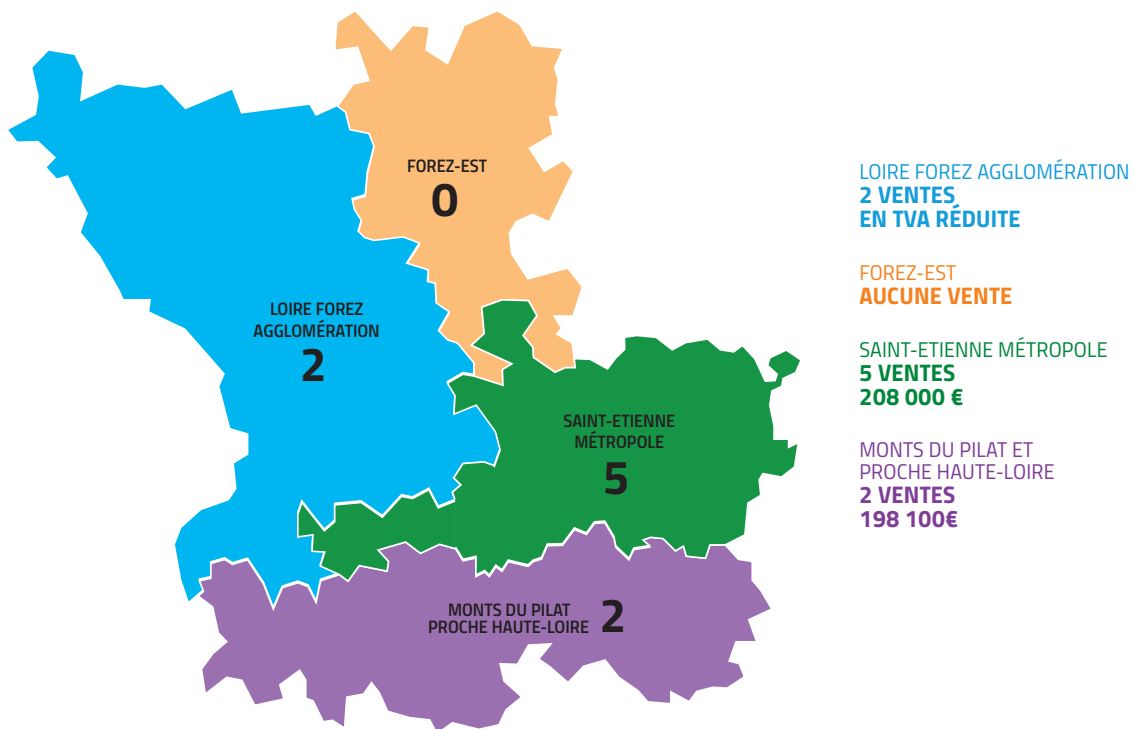 FOREZ-EST
0
LOIRE FOREZ
AGGLOMÉRATION
2
SAINT-ETIENNE
MÉTROPOLE
5
MONTS DU PILAT
PROCHE HAUTE-LOIRE
2
LOIRE FOREZ AGGLOMÉRATION
2 VENTES
EN TVA RÉDUITE
FOREZ-EST
AUCUNE VENTE
SAINT-ETIENNE MÉTROPOLE
5 VENTES
208 000 €
MONTS DU PILAT ET
PROCHE HAUTE-LOIRE
2 VENTES
198 100€